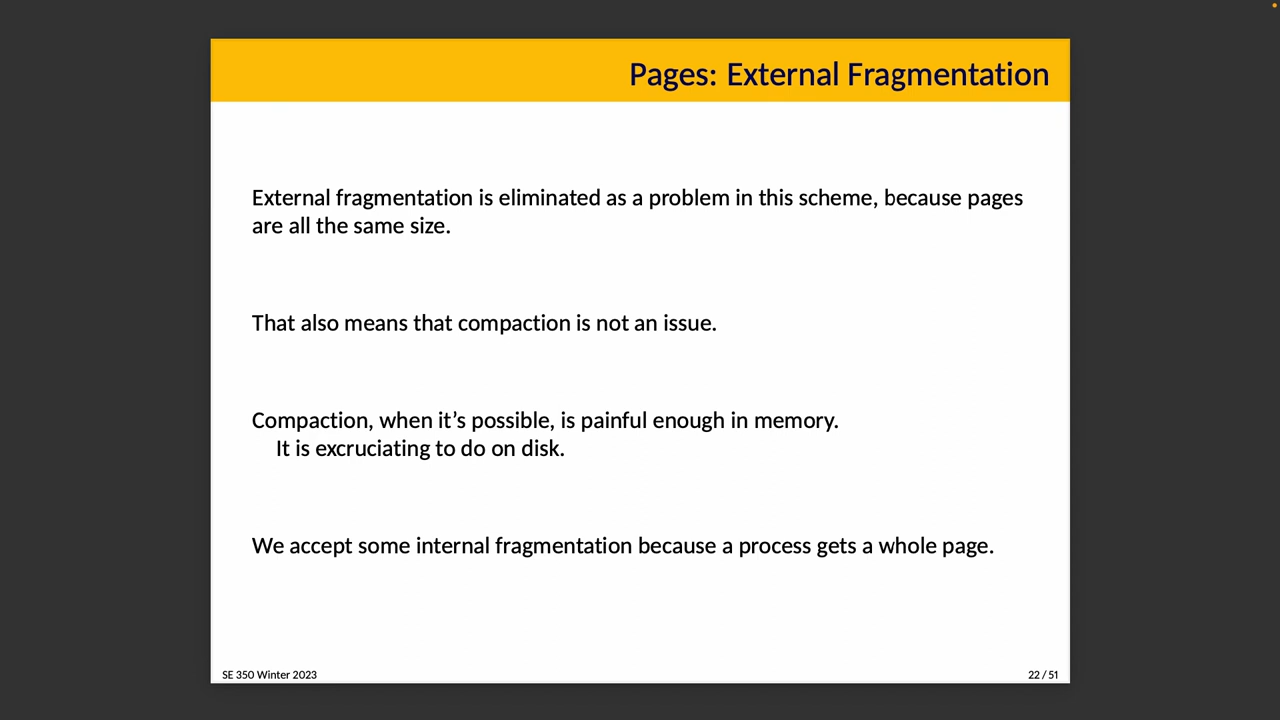 Pages: External Fragmentation
External fragmentation is eliminated as a problem in this scheme, because pages
are all the same size.
That also means that compaction is not an issue.
Compaction, when it’s possible, is painful enough in memory.
It is excruciating to do on disk.
We accept some internal fragmentation because a process gets a whole page.
SE 350 Winter 2023
22 / 51